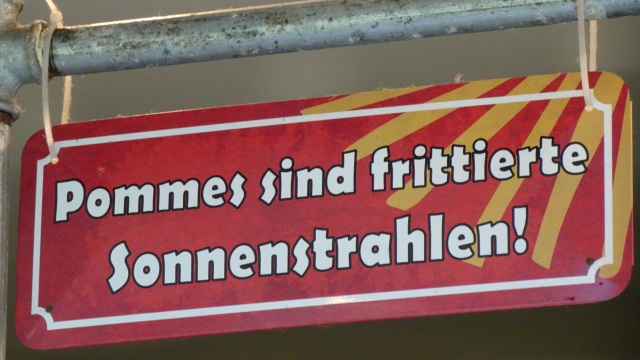 Pommes sind frittierte
Sonnenstrahlen!